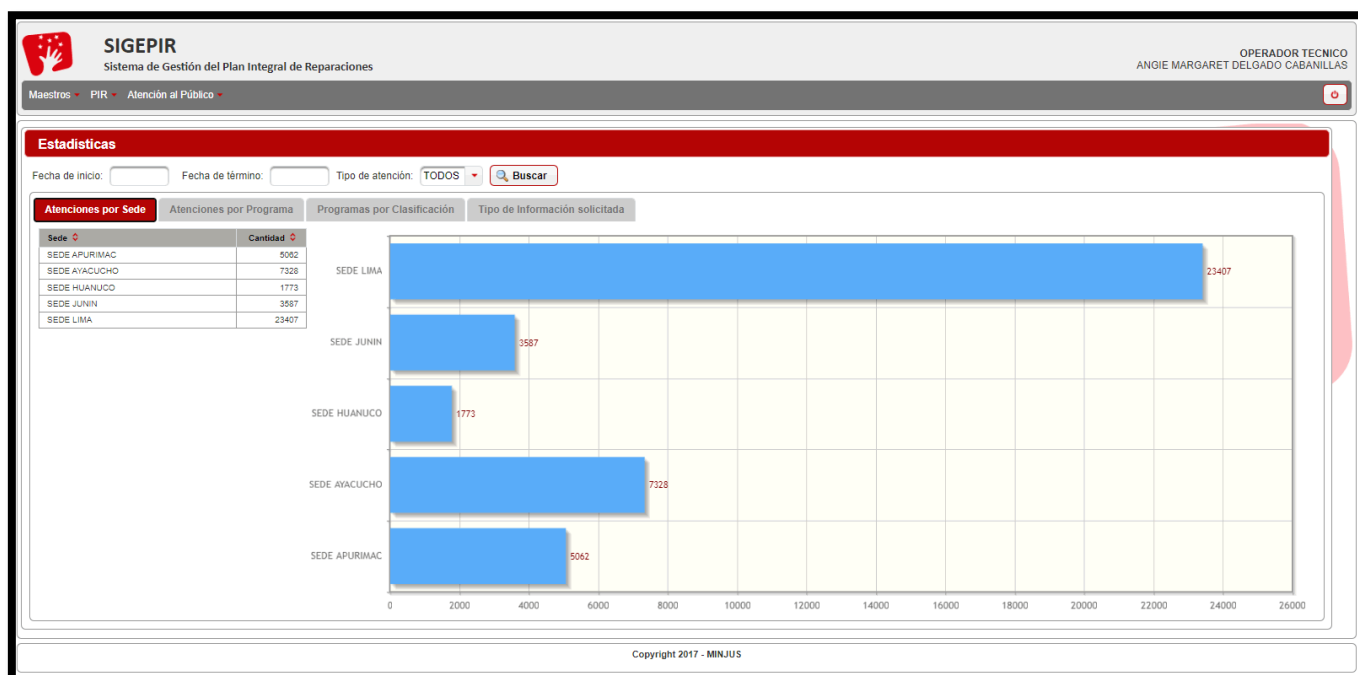 SIGEPIR
Sistema de Gestión del Plan Integral de Reparaciones
OPERADOR TECNICO
ANGIE MARGARET DELGADO CABANILLAS
Maestros PIR Atención al Público
Estadísticas
Fecha de inicio: Fecha de término: Tipo de atención: TODOS Buscar
Atenciones por Sede Atenciones por Programa Programas por Clasificación Tipo de Información solicitada
Sede Cantidad
SEDE APURIMAC 5062
SEDE AYACUCHO 7328
SEDE HUANUCO 1773
SEDE JUNIN 3587
SEDE LIMA 23407
SEDE LIMA 23407
SEDE JUNIN 3587
SEDE HUANUCO 1773
SEDE AYACUCHO 7328
SEDE APURIMAC 5062
0 2000 4000 6000 8000 10000 12000 14000 16000 18000 20000 22000 24000 26000
Copyright 2017 - MINJUS